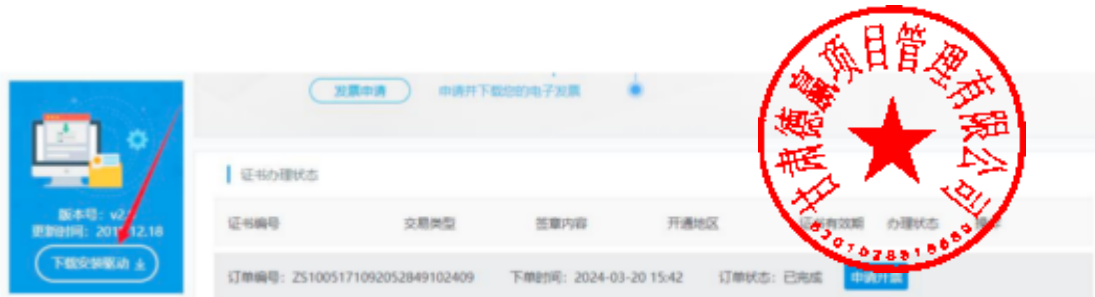 发票申请 申请并下载您的电子发票
证书办理状态
版本号：v2.
更新时间：201 12.18
下载安装驱动
证书编号 交易类型 签章内容 开通地区 证书有效期 办理状态 操作
订单编号：ZS1005171092052849102409 下单时间：2024-03-20 15:42 订单状态：已完成 申请开票
甘肃德赢项目管理有限公司